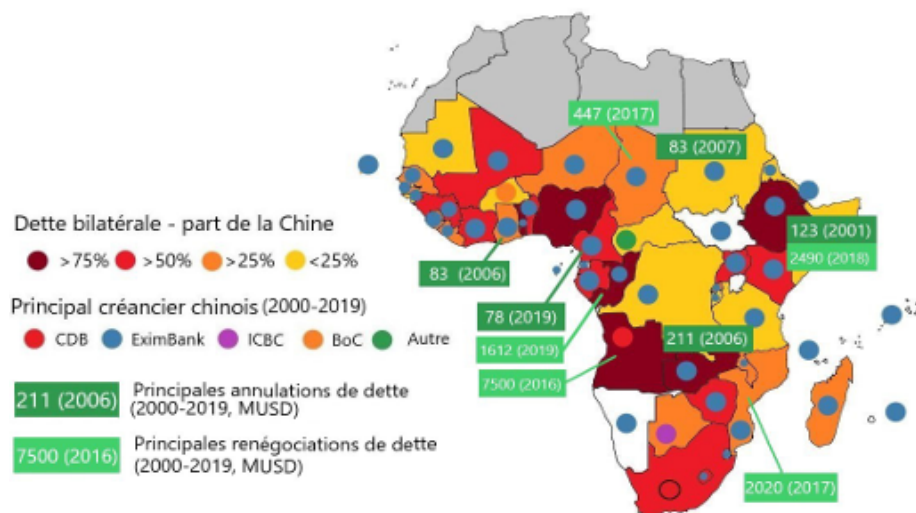 447 (2017)
83 (2007)
Dette bilatérale - part de la Chine
>75% >50% >25% <25%
123 (2001)
2490 (2018)
83 (2006)
Principal créancier chinois (2000-2019)
78 (2019)
CDB EximBank ICBC BoC Autre
211 (2006)
1612 (2019)
7500 (2016)
211 (2006) Principales annulations de dette
(2000-2019, MUSD)
7500 (2016) Principales renégociations de dette
(2000-2019, MUSD)
2020 (2017)